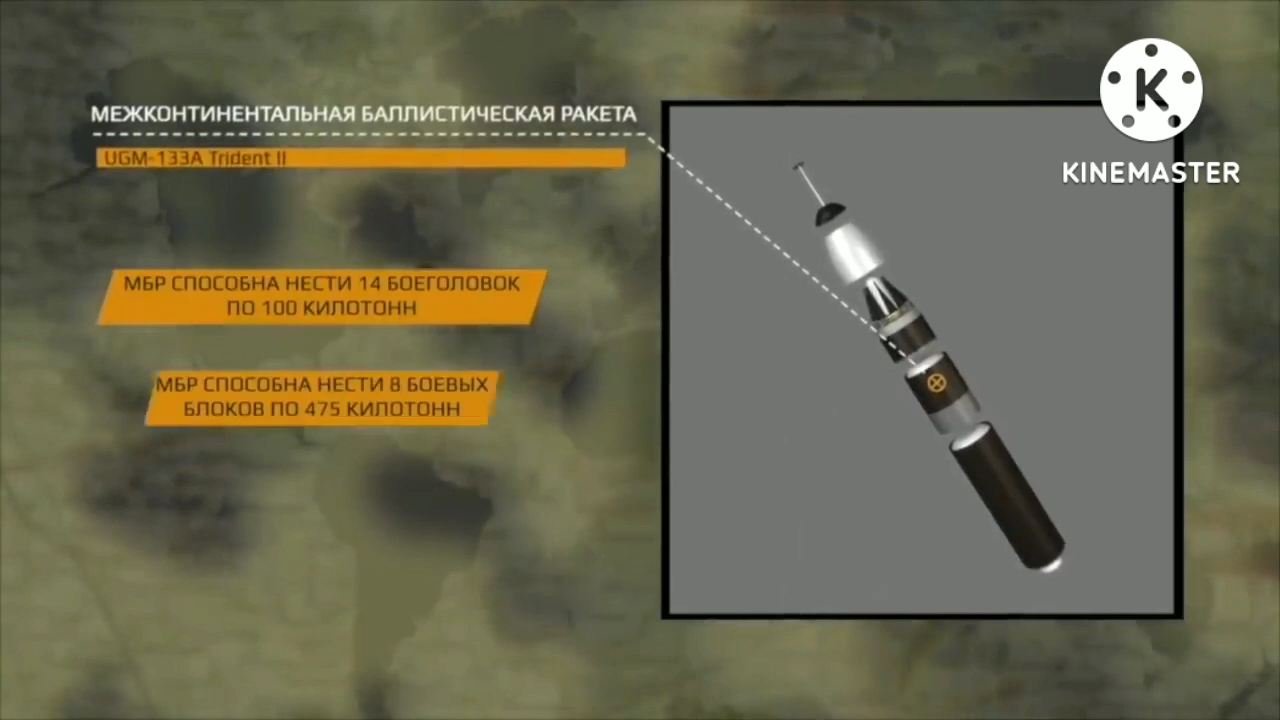 МЕЖКОНТИНЕНТАЛЬНАЯ БАЛЛИСТИЧЕСКАЯ РАКЕТА
UGM-133A Trident II
МБР СПОСОБНА НЕСТИ 14 БОЕГОЛОВОК
ПО 100 КИЛОТОНН
МБР СПОСОБНА НЕСТИ 8 БОЕВЫХ
БЛОКОВ ПО 475 КИЛОТОНН
K
KINEMASTER